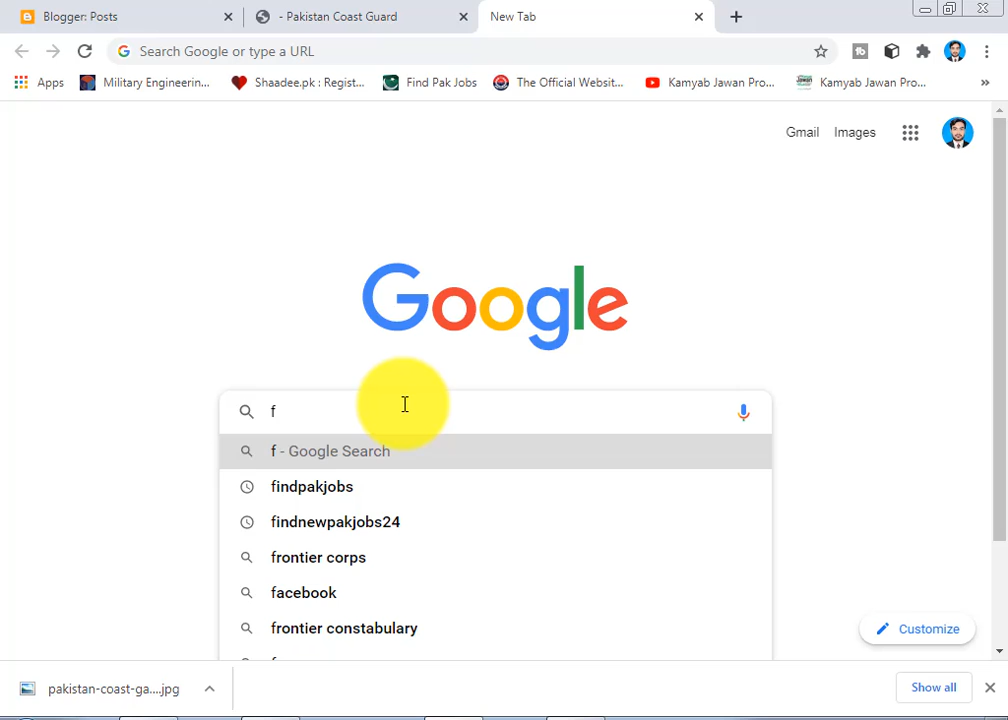 Blogger: Posts
- Pakistan Coast Guard
New Tab
Search Google or type a URL
Apps
Military Engineerin...
Shaadee.pk : Regist...
Find Pak Jobs
The Official Websit...
Kamyab Jawan Pro...
Kamyab Jawan Pro...
Gmail
Images
Google
f
f - Google Search
findpakjobs
findnewpakjobs24
frontier corps
facebook
frontier constabulary
Customize
pakistan-coast-ga....jpg
Show all